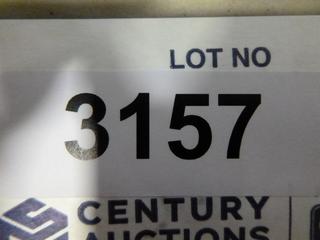 LOT NO
3157
CENTURY
AUCTIONS